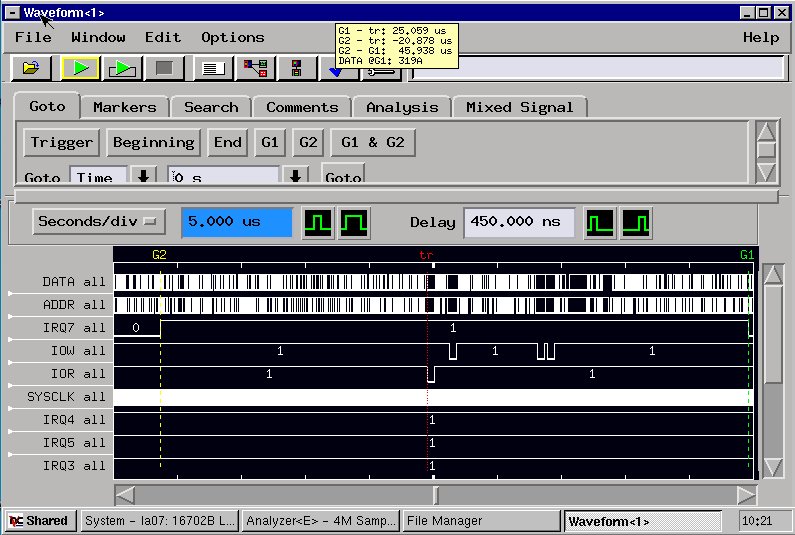 Waveform<1>
File Window Edit Options Help
G1 - tr: 25.059 us
G2 - tr: -20.878 us
G2 - G1: 45.938 us
DATA @G1: 319A
Goto Markers Search Comments Analysis Mixed Signal
Trigger Beginning End G1 G2 G1 & G2
Goto Time 0 s Goto
Seconds/div 5.000 us Delay 450.000 ns
G2 tr G1
DATA all
ADDR all
IRQ7 all 0 1
IOW all 1 1 1
IOR all 1 1
SYSCLK all
IRQ4 all 1
IRQ5 all 1
IRQ3 all 1
Shared System - la07: 16702B L... Analyzer<E> - 4M Samp... File Manager Waveform<1> 10:21